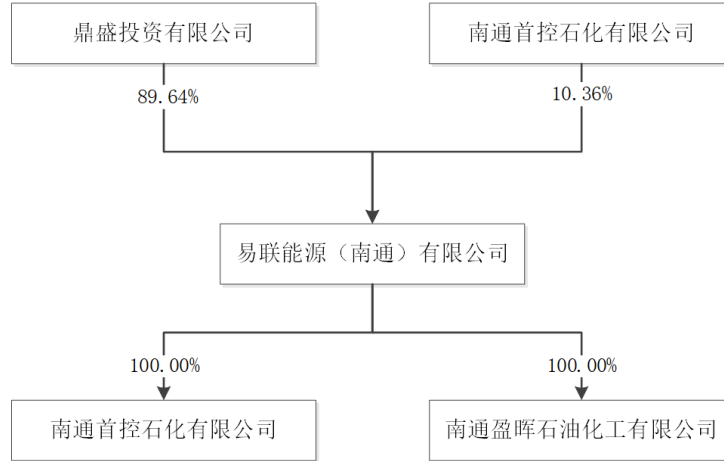 鼎盛投资有限公司
南通首控石化有限公司
89.64%
10.36%
易联能源（南通）有限公司
100.00%
100.00%
南通首控石化有限公司
南通盈晖石油化工有限公司